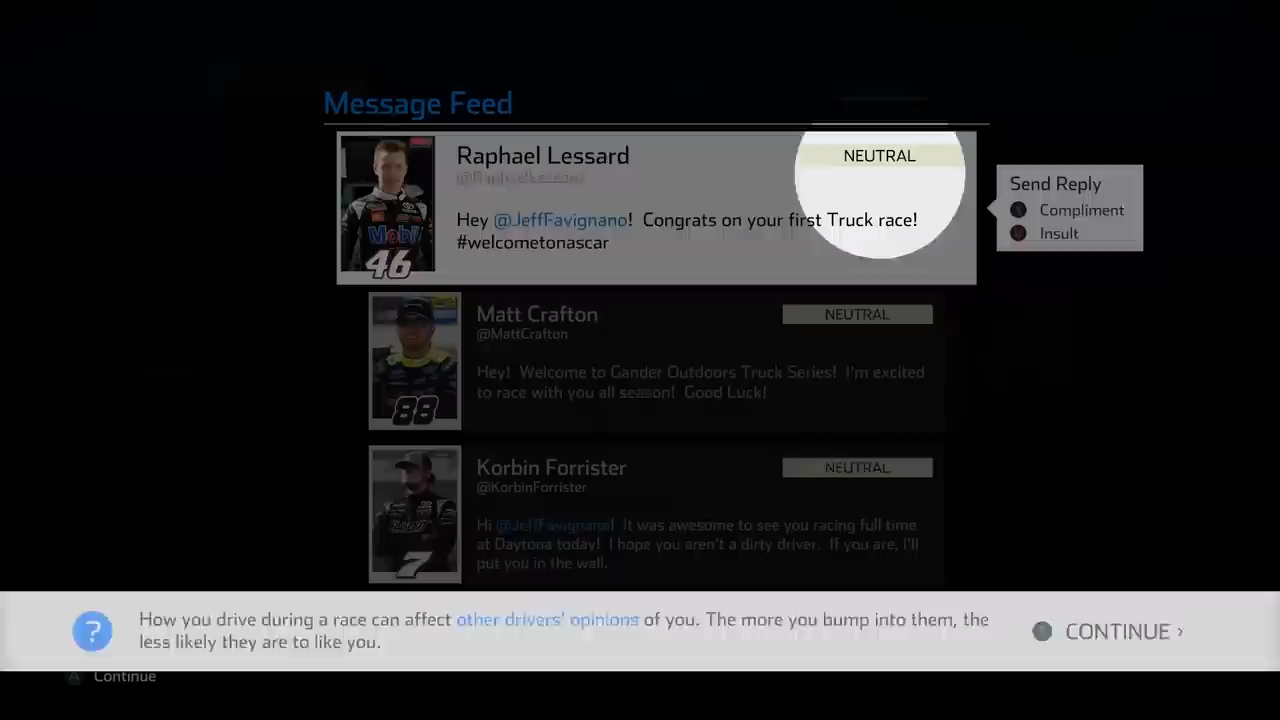 Message Feed
Raphael Lessard
NEUTRAL
@RaphaelLessard
Hey @JeffFavignano! Congrats on your first Truck race!
#welcometonascar
Mobil
46
Send Reply
Compliment
Insult
Matt Crafton
NEUTRAL
@MattCrafton
Hey! Welcome to Gander Outdoors Truck Series! I'm excited
to race with you all season! Good Luck!
88
Korbin Forrister
NEUTRAL
@KorbinForrister
Hi @JeffFavignano! It was awesome to see you racing full time
at Daytona today! I hope you aren't a dirty driver. If you are, I'll
put you in the wall.
7
How you drive during a race can affect other drivers' opinions of you. The more you bump into them, the
less likely they are to like you.
? CONTINUE ›
A Continue